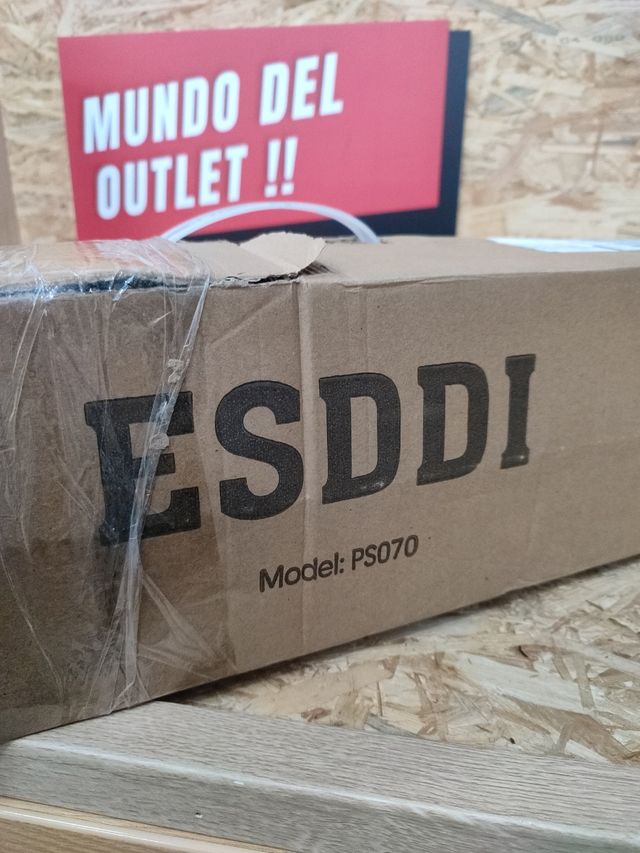 MUNDO DEL
OUTLET !!
ESDDI
Model: PS070